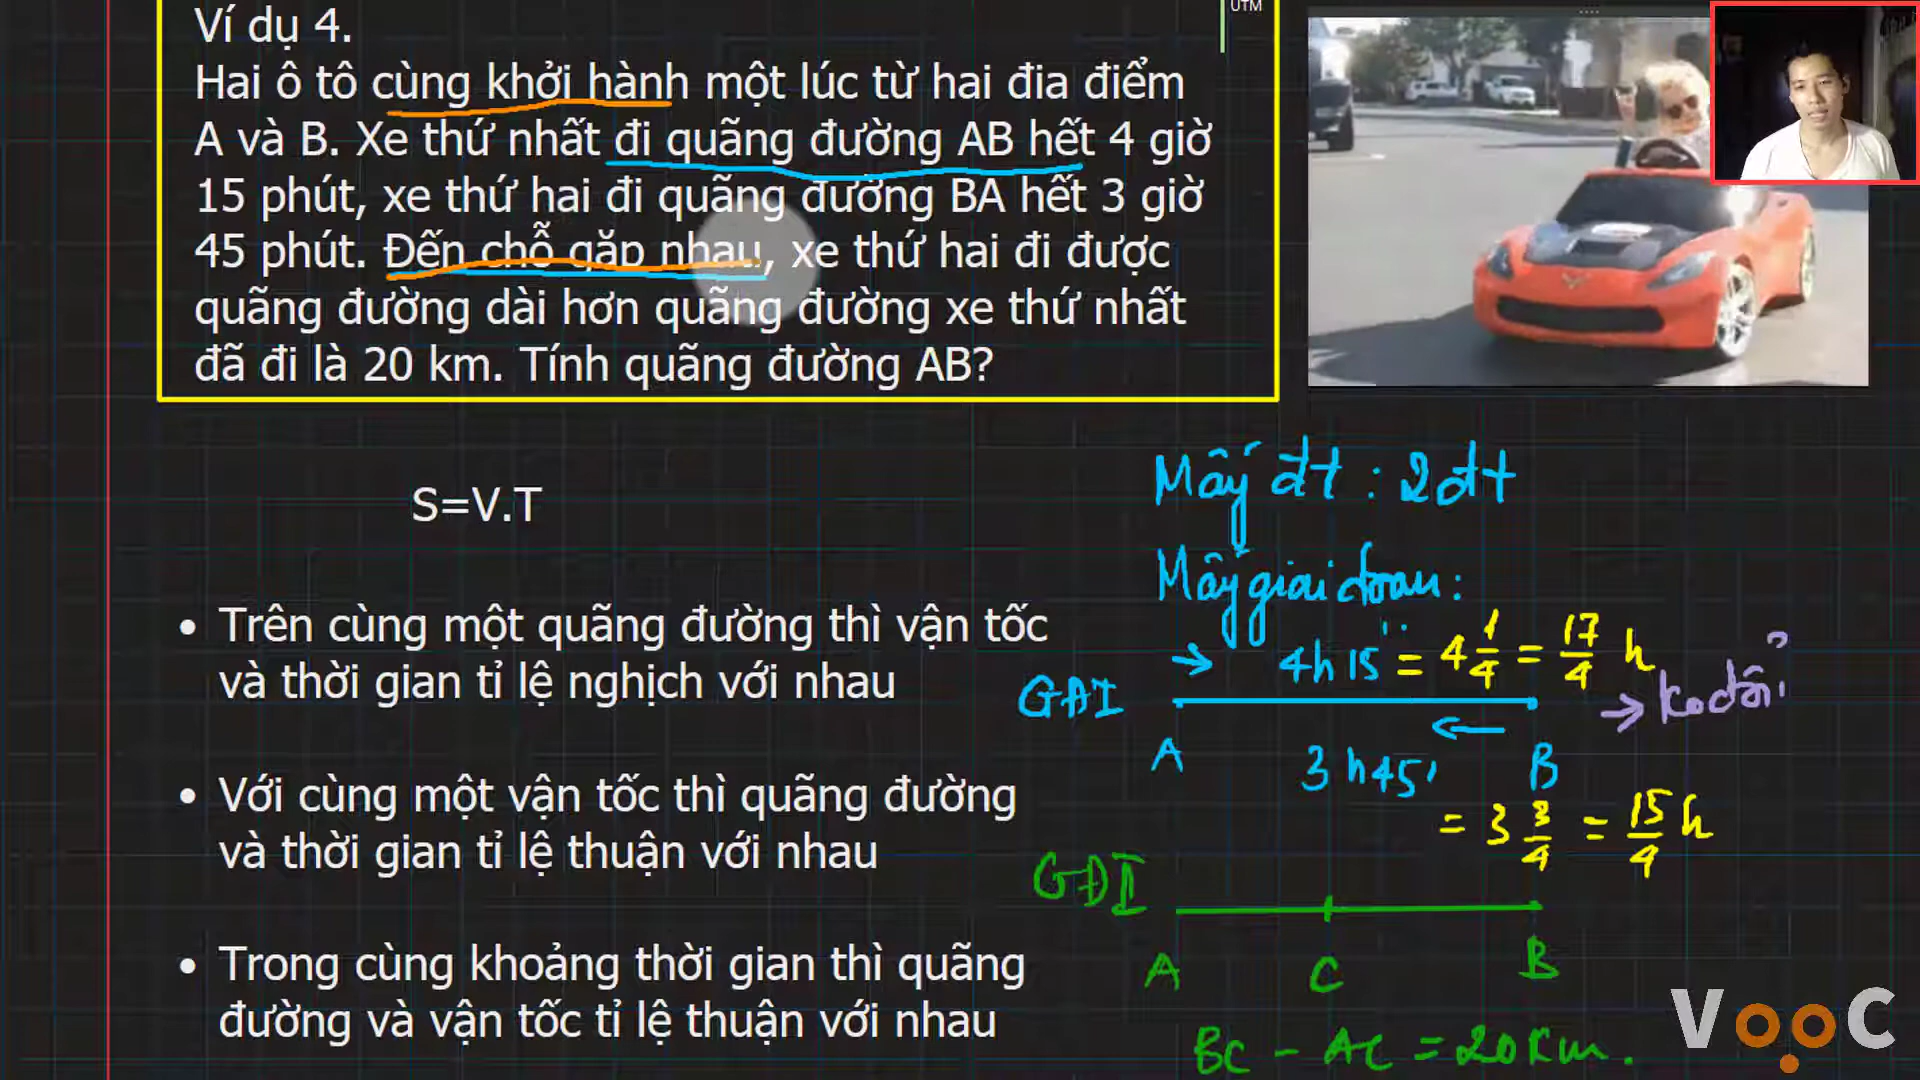 UTM
Ví dụ 4.
Hai ô tô cùng khởi hành một lúc từ hai đia điểm
A và B. Xe thứ nhất đi quãng đường AB hết 4 giờ
15 phút, xe thứ hai đi quãng đường BA hết 3 giờ
45 phút. Đến chỗ gặp nhau, xe thứ hai đi được
quãng đường dài hơn quãng đường xe thứ nhất
đã đi là 20 km. Tính quãng đường AB?
S=V.T
• Trên cùng một quãng đường thì vận tốc
và thời gian tỉ lệ nghịch với nhau
• Với cùng một vận tốc thì quãng đường
và thời gian tỉ lệ thuận với nhau
• Trong cùng khoảng thời gian thì quãng
đường và vận tốc tỉ lệ thuận với nhau
Mấy đt : 2đt
Mấy giai đoạn:
→ 4h15 = 4 1/4 = 17/4 h
GĐI → Ko đổi
←
A 3h45' B
= 3 3/4 = 15/4 h
GĐII
A C B
BC - AC = 20km.
VooC